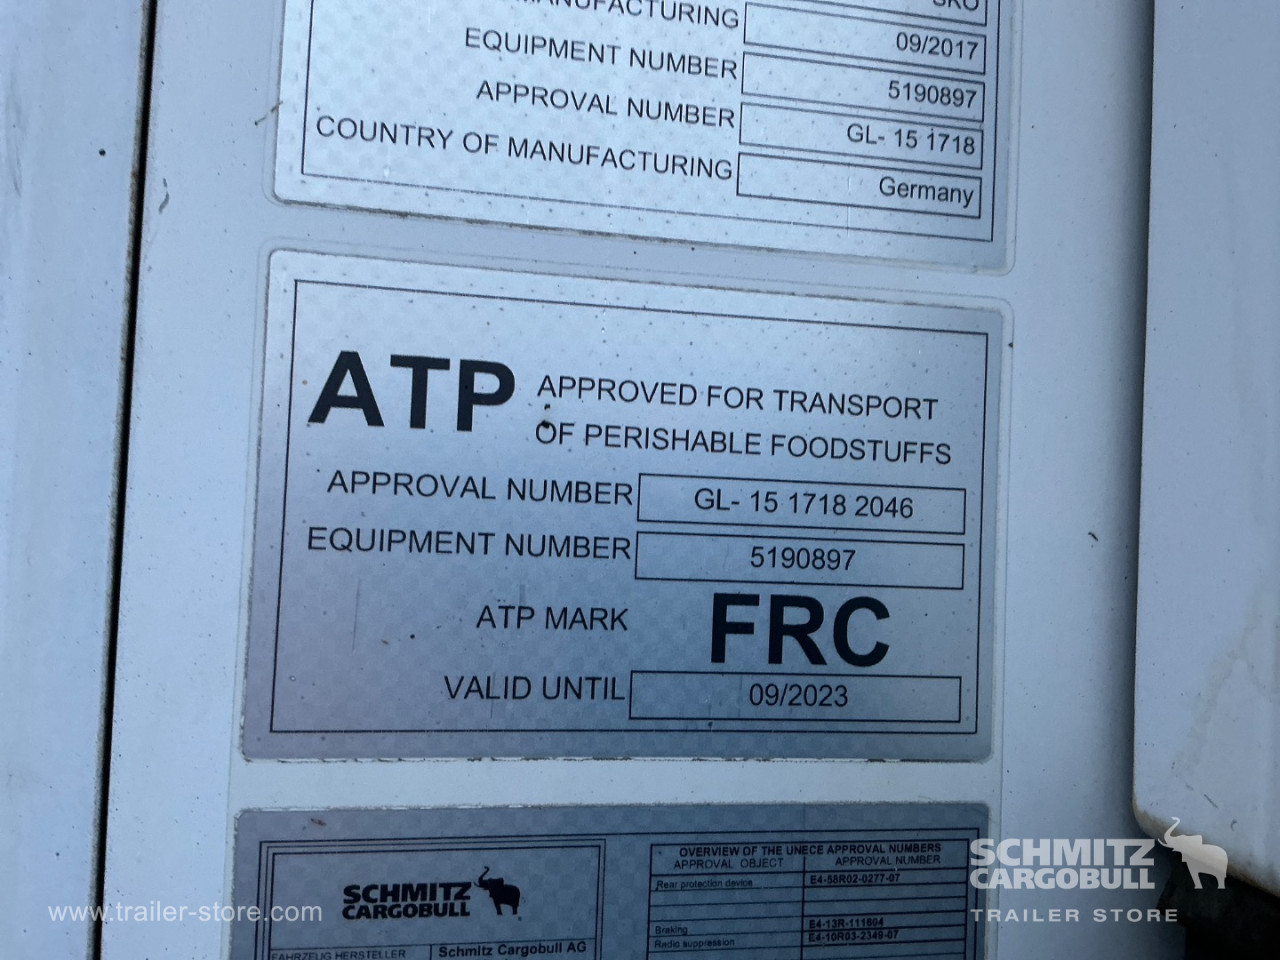 MANUFACTURING 09/2017
EQUIPMENT NUMBER 5190897
APPROVAL NUMBER GL- 15 1718
COUNTRY OF MANUFACTURING Germany
ATP APPROVED FOR TRANSPORT
OF PERISHABLE FOODSTUFFS
APPROVAL NUMBER GL- 15 1718 2046
EQUIPMENT NUMBER 5190897
ATP MARK FRC
VALID UNTIL 09/2023
SCHMITZ
CARGOBULL
FAHRZEUG HERSTELLER Schmitz Cargobull AG
OVERVIEW OF THE UNECE APPROVAL NUMBERS
APPROVAL OBJECT APPROVAL NUMBER
Rear protection device E4-58R02-0277-07
Braking E4-13R-111604
Radio suppression E4-10R03-2349-07
www.trailer-store.com
SCHMITZ
CARGOBULL
TRAILER STORE